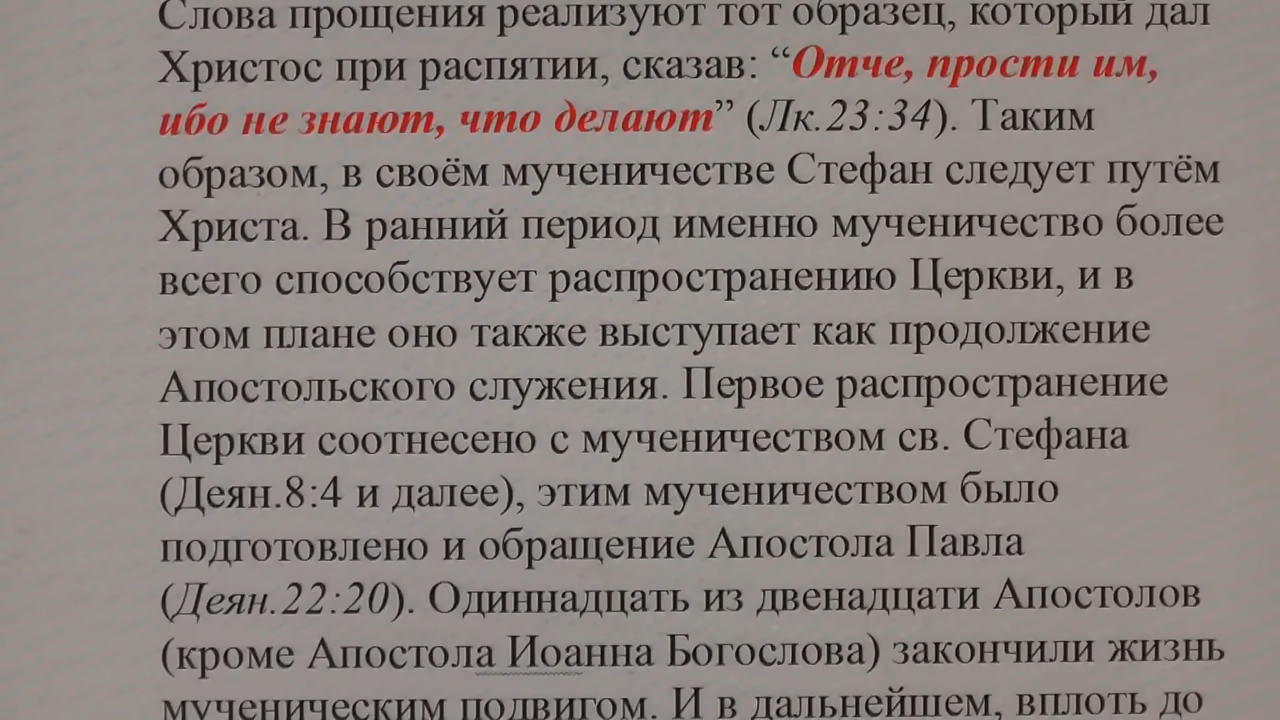 Слова прощения реализуют тот образец, который дал
Христос при распятии, сказав: “Отче, прости им,
ибо не знают, что делают” (Лк.23:34). Таким
образом, в своём мученичестве Стефан следует путём
Христа. В ранний период именно мученичество более
всего способствует распространению Церкви, и в
этом плане оно также выступает как продолжение
Апостольского служения. Первое распространение
Церкви соотнесено с мученичеством св. Стефана
(Деян.8:4 и далее), этим мученичеством было
подготовлено и обращение Апостола Павла
(Деян.22:20). Одиннадцать из двенадцати Апостолов
(кроме Апостола Иоанна Богослова) закончили жизнь
мученическим подвигом. И в дальнейшем, вплоть до